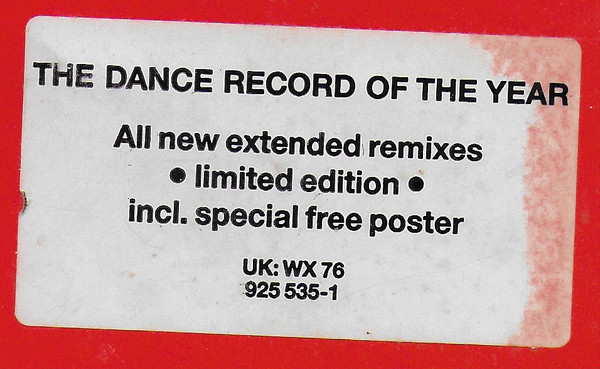 THE DANCE RECORD OF THE YEAR
All new extended remixes
• limited edition •
incl. special free poster
UK: WX 76
925 535-1